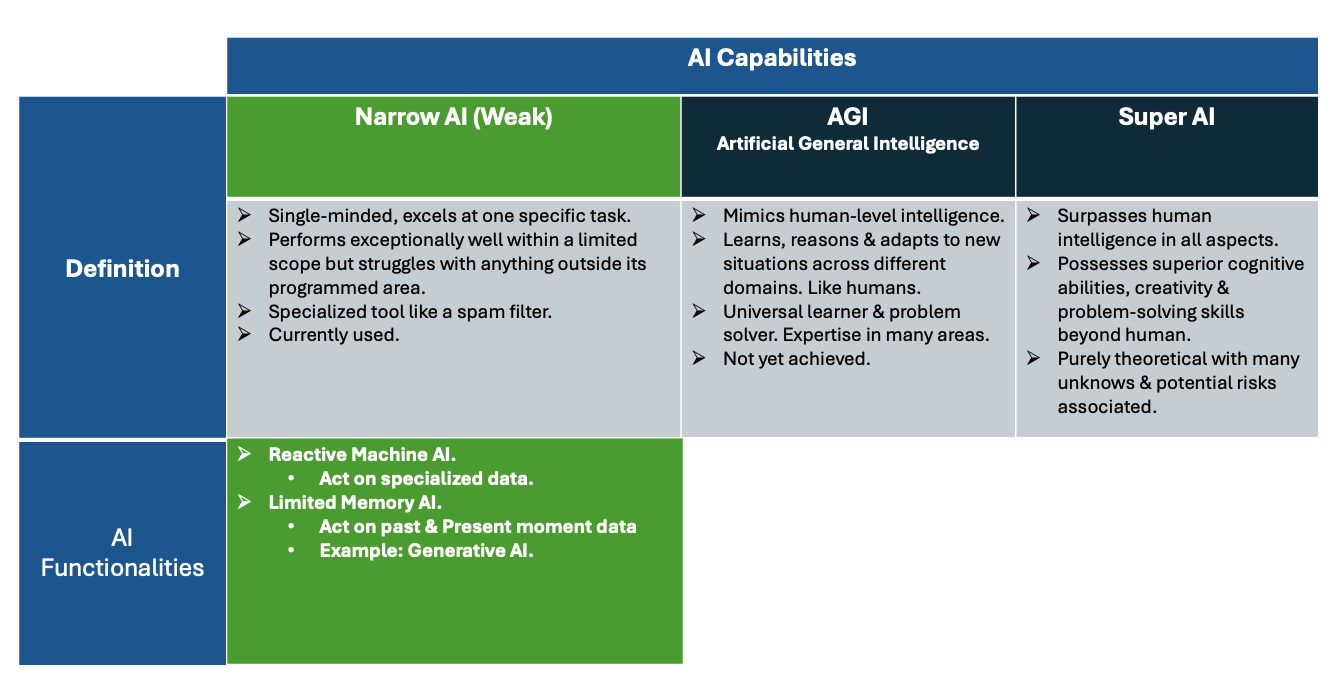 AI Capabilities
Narrow AI (Weak)
AGI
Artificial General Intelligence
Super AI
Definition
➢ Single-minded, excels at one specific task.
➢ Performs exceptionally well within a limited
scope but struggles with anything outside its
programmed area.
➢ Specialized tool like a spam filter.
➢ Currently used.
➢ Mimics human-level intelligence.
➢ Learns, reasons & adapts to new
situations across different
domains. Like humans.
➢ Universal learner & problem
solver. Expertise in many areas.
➢ Not yet achieved.
➢ Surpasses human
intelligence in all aspects.
➢ Possesses superior cognitive
abilities, creativity &
problem-solving skills
beyond human.
➢ Purely theoretical with many
unknows & potential risks
associated.
AI
Functionalities
➢ Reactive Machine AI.
• Act on specialized data.
➢ Limited Memory AI.
• Act on past & Present moment data
• Example: Generative AI.